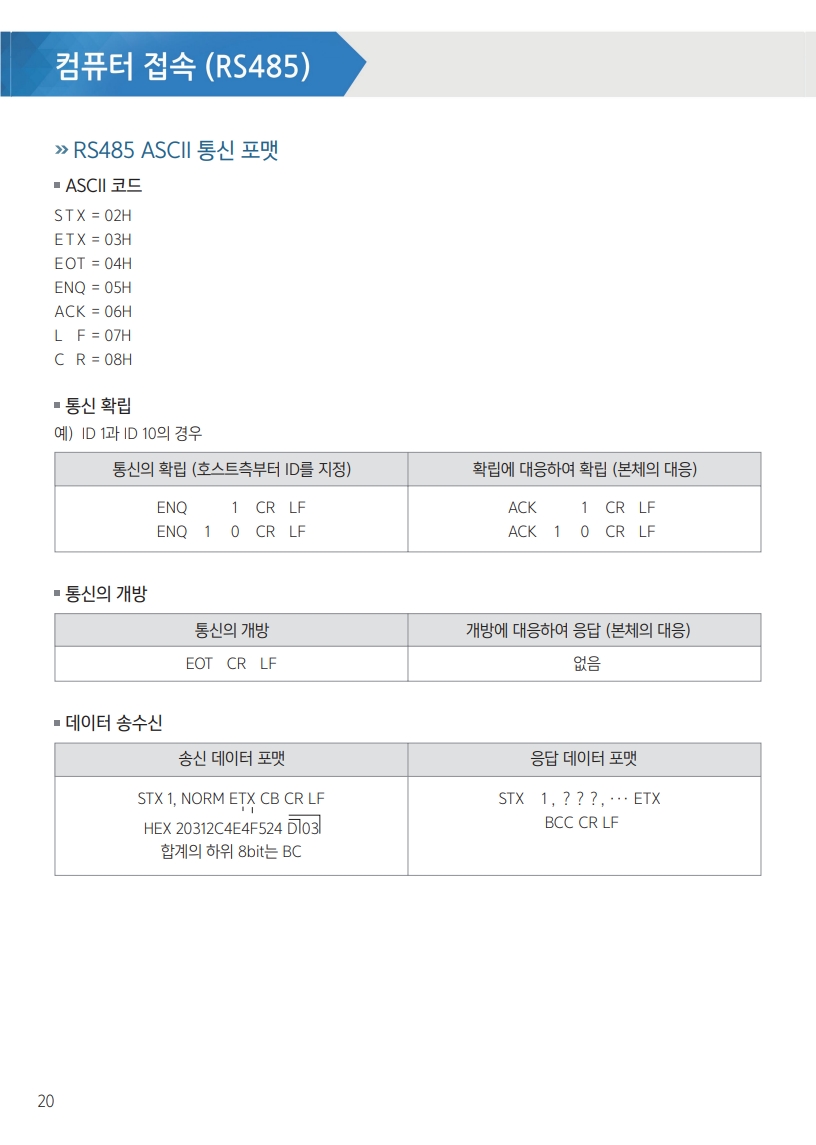 컴퓨터 접속 (RS485)
» RS485 ASCII 통신 포맷
■ ASCII 코드
STX = 02H
ETX = 03H
EOT = 04H
ENQ = 05H
ACK = 06H
L F = 07H
C R = 08H
■ 통신 확립
예) ID 1과 ID 10의 경우
통신의 확립 (호스트측부터 ID를 지정) 확립에 대응하여 확립 (본체의 대응)
ENQ 1 CR LF ACK 1 CR LF
ENQ 1 0 CR LF ACK 1 0 CR LF
■ 통신의 개방
통신의 개방 개방에 대응하여 응답 (본체의 대응)
EOT CR LF 없음
■ 데이터 송수신
송신 데이터 포맷 응답 데이터 포맷
STX 1, NORM ETX CB CR LF STX 1 , ? ? ? , ··· ETX
HEX 20312C4E4F524 D103 BCC CR LF
합계의 하위 8bit는 BC
20